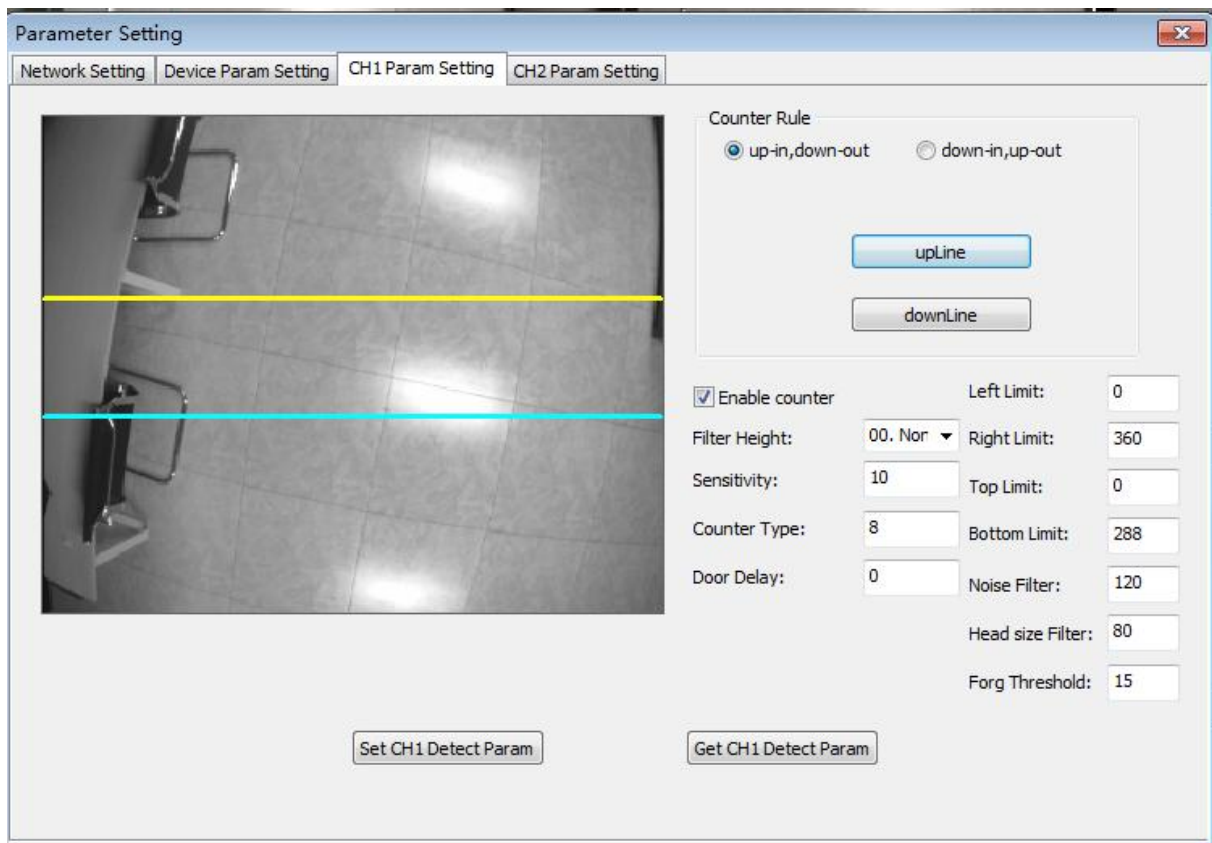 Parameter Setting
Network Setting Device Param Setting CH1 Param Setting CH2 Param Setting
Counter Rule
up-in,down-out down-in,up-out
upLine
downLine
Enable counter
Filter Height: 00. Nor
Sensitivity: 10
Counter Type: 8
Door Delay: 0
Left Limit: 0
Right Limit: 360
Top Limit: 0
Bottom Limit: 288
Noise Filter: 120
Head size Filter: 80
Forg Threshold: 15
Set CH1 Detect Param Get CH1 Detect Param